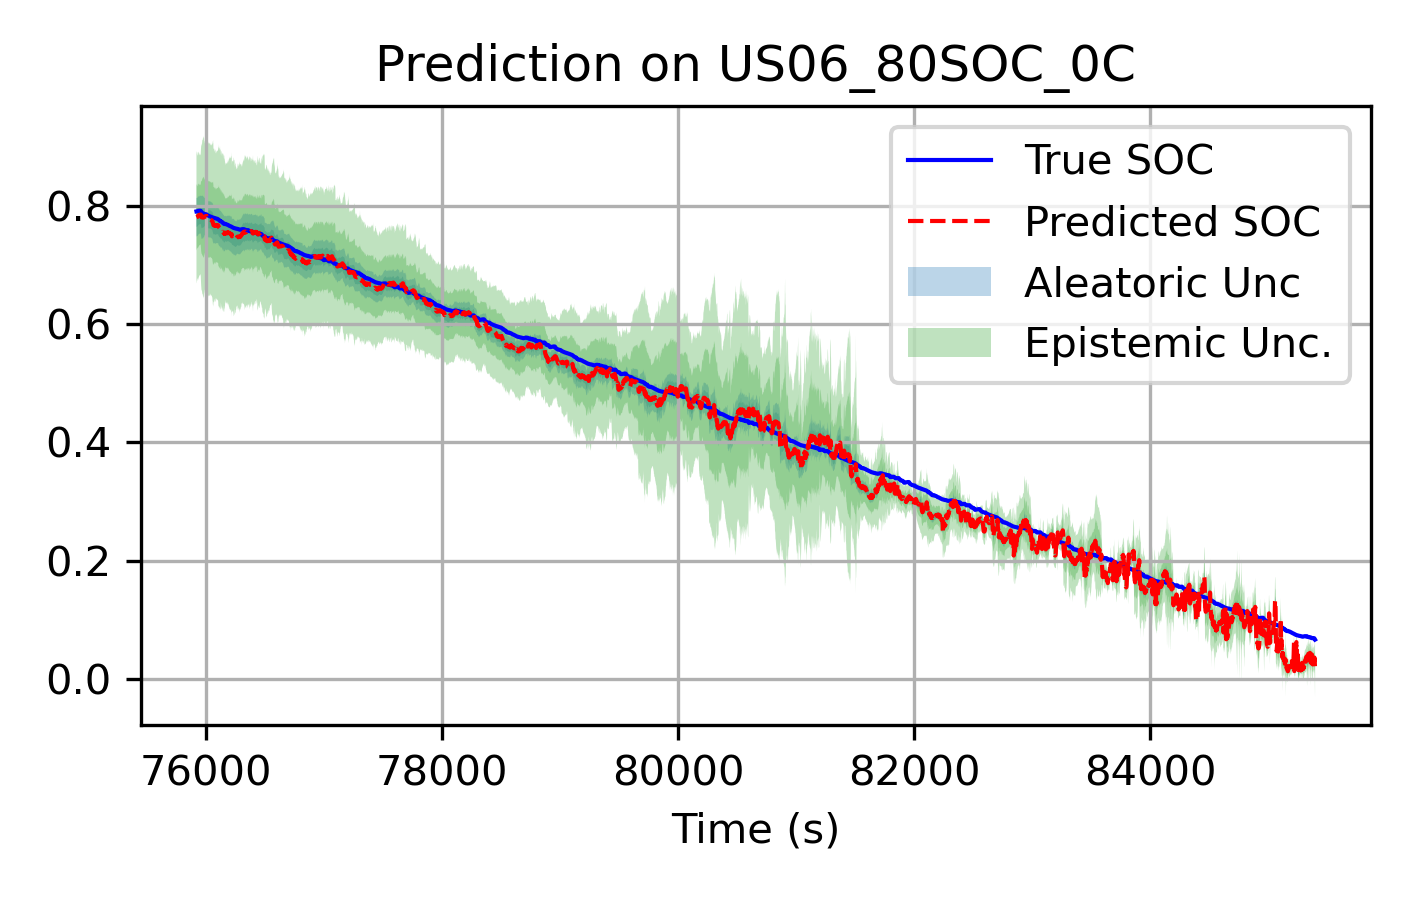 Prediction on US06_80SOC_0C
True SOC
Predicted SOC
Aleatoric Unc
Epistemic Unc.
0.8
0.6
0.4
0.2
0.0
76000 78000 80000 82000 84000
Time (s)